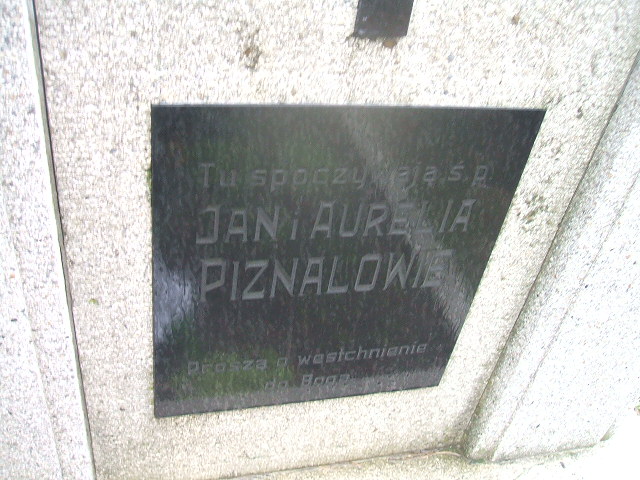 Tu spoczywają ś.p.
JAN i AURELIA
PIZNALOWIE
Proszą o westchnienie
do Boga